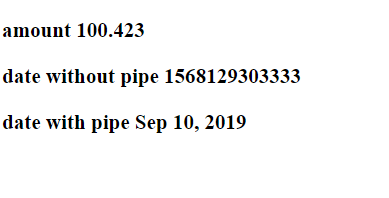 amount 100.423
date without pipe 1568129303333
date with pipe Sep 10, 2019